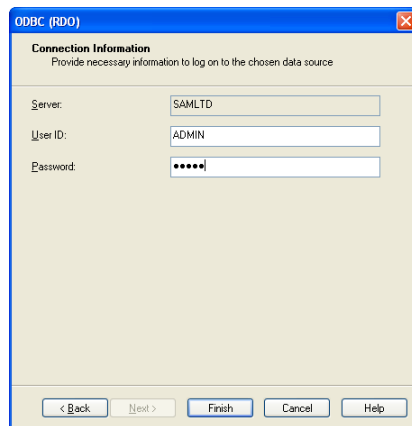 ODBC (RDO)
Connection Information
Provide necessary information to log on to the chosen data source
Server: SAMLTD
User ID: ADMIN
Password: •••••
< Back Next > Finish Cancel Help